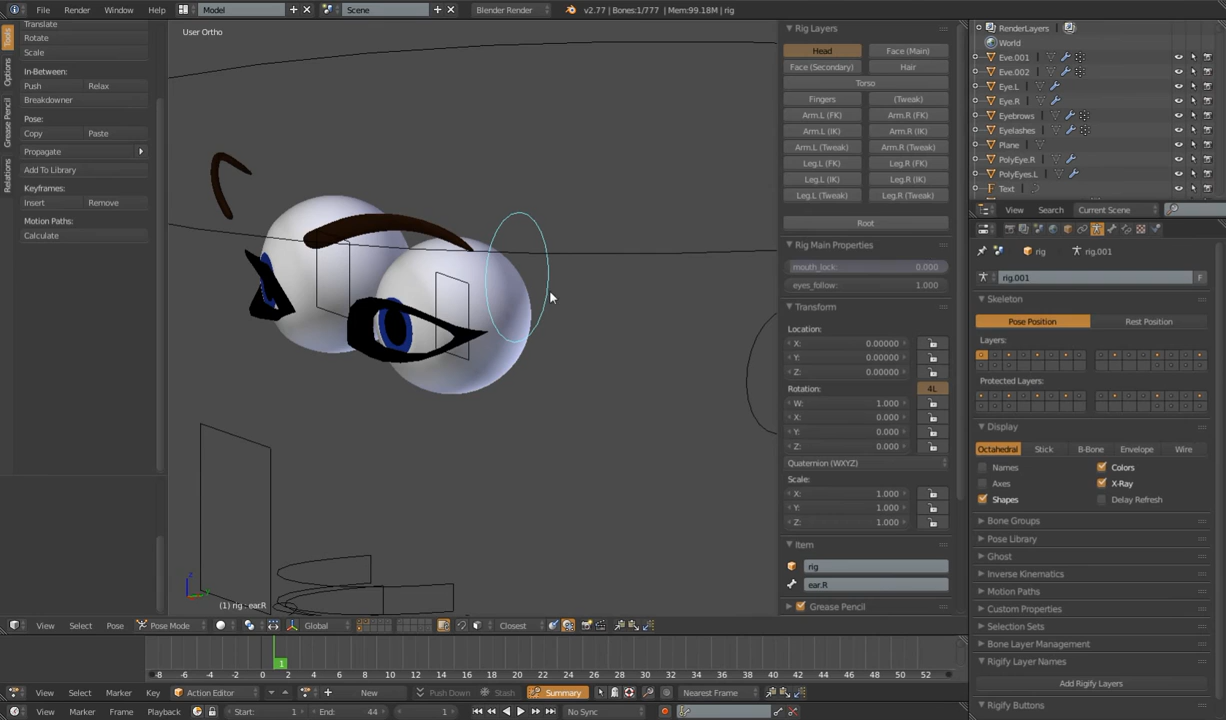 File Render Window Help Model Scene Blender Render v2.77 | Bones:1/777 | Mem:99.18M | rig
Tools
Options
Grease Pencil
Relations
Translate
Rotate
Scale
In-Between:
Push Relax
Breakdowner
Pose:
Copy Paste
Propagate
Add To Library
Keyframes:
Insert Remove
Motion Paths:
Calculate
User Ortho
(1) rig : ear.R
z
Rig Layers
Head Face (Main)
Face (Secondary) Hair
Torso
Fingers (Tweak)
Arm.L (FK) Arm.R (FK)
Arm.L (IK) Arm.R (IK)
Arm.L (Tweak) Arm.R (Tweak)
Leg.L (FK) Leg.R (FK)
Leg.L (IK) Leg.R (IK)
Leg.L (Tweak) Leg.R (Tweak)
Root
Rig Main Properties
mouth_lock: 0.000
eyes_follow: 1.000
Transform
Location:
X: 0.00000
Y: 0.00000
Z: 0.00000
Rotation: 4L
W: 1.000
X: 0.000
Y: 0.000
Z: 0.000
Quaternion (WXYZ)
Scale:
X: 1.000
Y: 1.000
Z: 1.000
Item
rig
ear.R
Grease Pencil
RenderLayers
World
Eve.001
Eve.002
Eye.L
Eye.R
Eyebrows
Eyelashes
Plane
PolyEye.R
PolyEyes.L
Text
View Search Current Scene
rig rig.001
rig.001 F
Skeleton
Pose Position Rest Position
Layers:
Protected Layers:
Display
Octahedral Stick B-Bone Envelope Wire
Names Colors
Axes X-Ray
Shapes Delay Refresh
Bone Groups
Pose Library
Ghost
Inverse Kinematics
Motion Paths
Custom Properties
Selection Sets
Bone Layer Management
Rigify Layer Names
Add Rigify Layers
Rigify Buttons
View Select Pose Pose Mode Global Closest
-8 -6 -4 -2 0 2 4 6 8 10 12 14 16 18 20 22 24 26 28 30 32 34 36 38 40 42 44 46 48 50 52
1
View Select Marker Key Action Editor New Push Down Stash Summary Nearest Frame
View Marker Frame Playback Start: 1 End: 44 1 No Sync